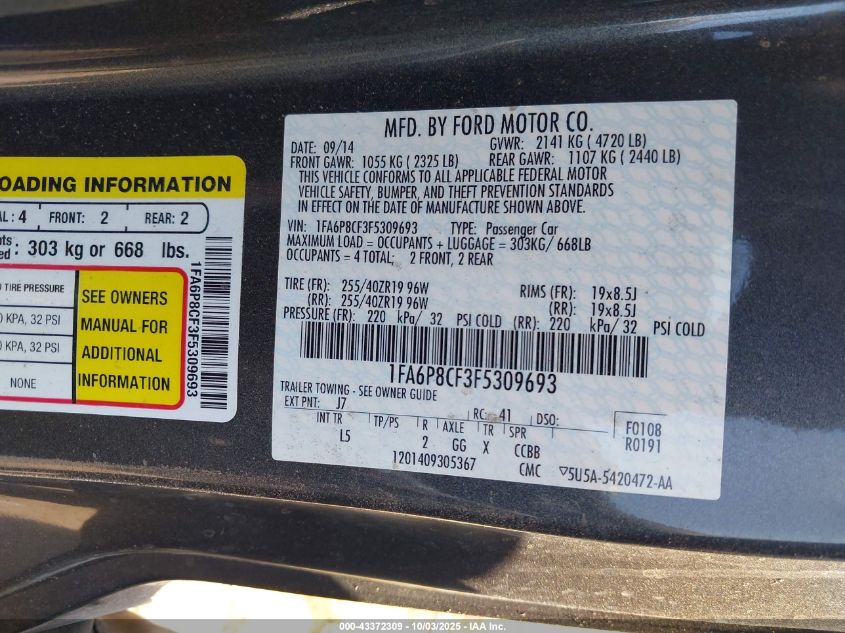 OADING INFORMATION
AL: 4 FRONT: 2 REAR: 2
303 kg or 668 lbs.
TIRE PRESSURE
KPA, 32 PSI
KPA, 32 PSI
NONE
SEE OWNERS
MANUAL FOR
ADDITIONAL
INFORMATION
1FA6P8CF3F5309693
MFD. BY FORD MOTOR CO.
DATE: 09/14 GVWR: 2141 KG ( 4720 LB)
FRONT GAWR: 1055 KG ( 2325 LB) REAR GAWR: 1107 KG ( 2440 LB)
THIS VEHICLE CONFORMS TO ALL APPLICABLE FEDERAL MOTOR
VEHICLE SAFETY, BUMPER, AND THEFT PREVENTION STANDARDS
IN EFFECT ON THE DATE OF MANUFACTURE SHOWN ABOVE.
VIN: 1FA6P8CF3F5309693 TYPE: Passenger Car
MAXIMUM LOAD = OCCUPANTS + LUGGAGE = 303KG/ 668LB
OCCUPANTS = 4 TOTAL; 2 FRONT, 2 REAR
TIRE (FR): 255/40ZR19 96W RIMS (FR): 19x8.5J
(RR): 255/40ZR19 96W (RR): 19x8.5J
PRESSURE (FR): 220 kPa/ 32 PSI COLD (RR): 220 kPa/ 32 PSI COLD
1FA6P8CF3F5309693
TRAILER TOWING - SEE OWNER GUIDE
EXT PNT: J7 RC: 41 DSO: F0108
INT TR TP/PS R AXLE TR SPR R0191
L5 2 GG X CCBB
1201409305367 CMC ▽5U5A-5420472-AA
000-43372309 - 10/03/2025 - IAA Inc.